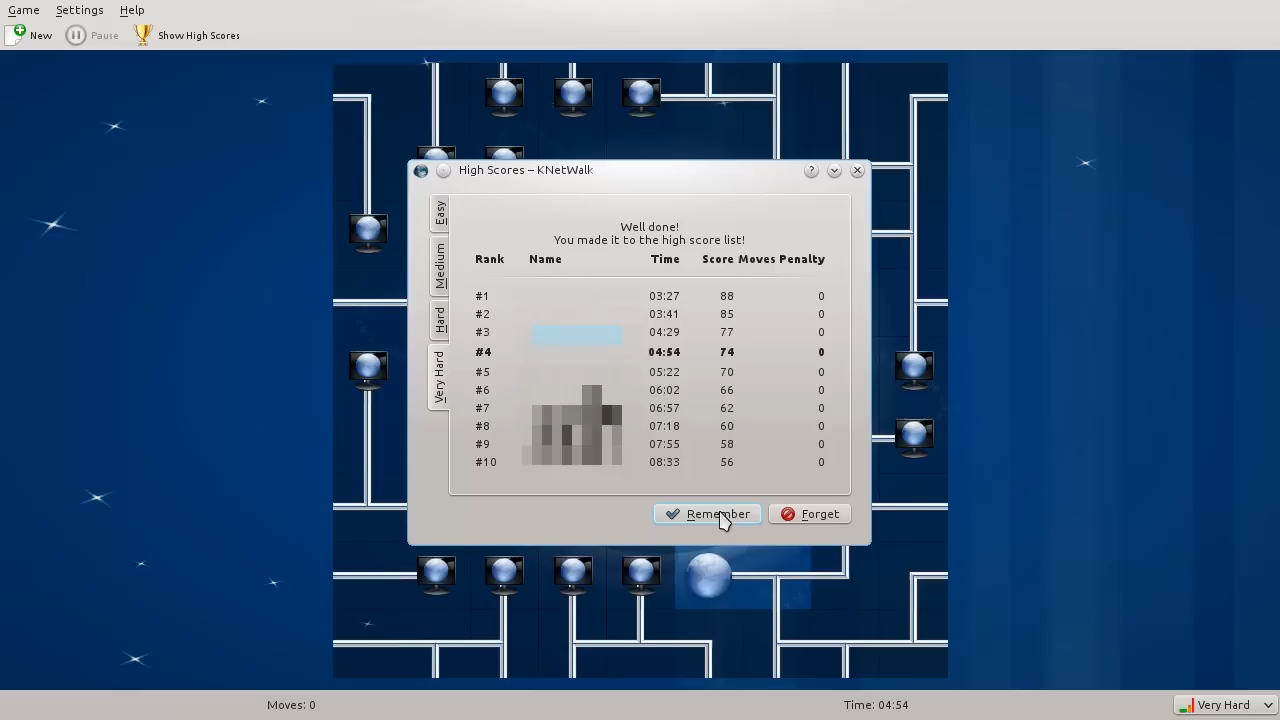 Game Settings Help
New Pause Show High Scores
High Scores – KNetWalk
Easy
Medium
Hard
Very Hard
Well done!
You made it to the high score list!
Rank Name Time Score Moves Penalty
#1 03:27 88 0
#2 03:41 85 0
#3 04:29 77 0
#4 04:54 74 0
#5 05:22 70 0
#6 06:02 66 0
#7 06:57 62 0
#8 07:18 60 0
#9 07:55 58 0
#10 08:33 56 0
Remember Forget
Moves: 0 Time: 04:54 Very Hard